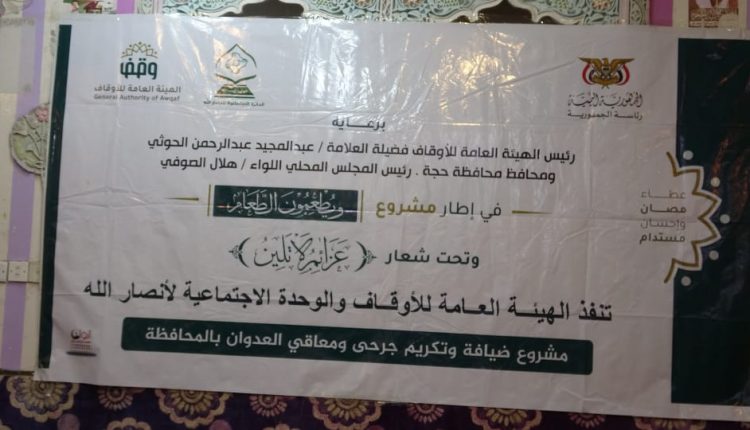 وقف
الهيئة العامة للأوقاف
General Authority of Awqaf
الجمهورية اليمنية
رئاسة الجمهورية
برعاية
رئيس الهيئة العامة للأوقاف فضيلة العلامة / عبدالمجيد عبدالرحمن الحوثي
ومحافظ محافظة حجة . رئيس المجلس المحلي اللواء / هلال الصوفي
في إطار مشروع ويطعمون الطعام
وتحت شعار ( عزائم لا تلين )
تنفذ الهيئة العامة للأوقاف والوحدة الاجتماعية لأنصار الله
مشروع ضيافة وتكريم جرحى ومعاقي العدوان بالمحافظة
عطاء
مصان
وإحسان
مستدام